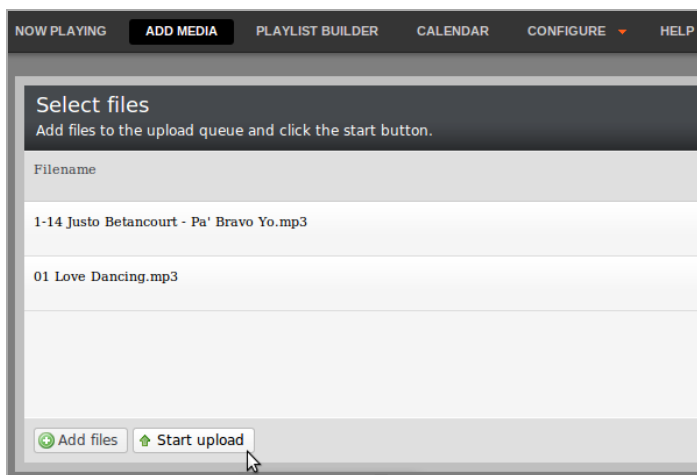 NOW PLAYING ADD MEDIA PLAYLIST BUILDER CALENDAR CONFIGURE HELP
Select files
Add files to the upload queue and click the start button.
Filename
1-14 Justo Betancourt - Pa' Bravo Yo.mp3
01 Love Dancing.mp3
Add files Start upload